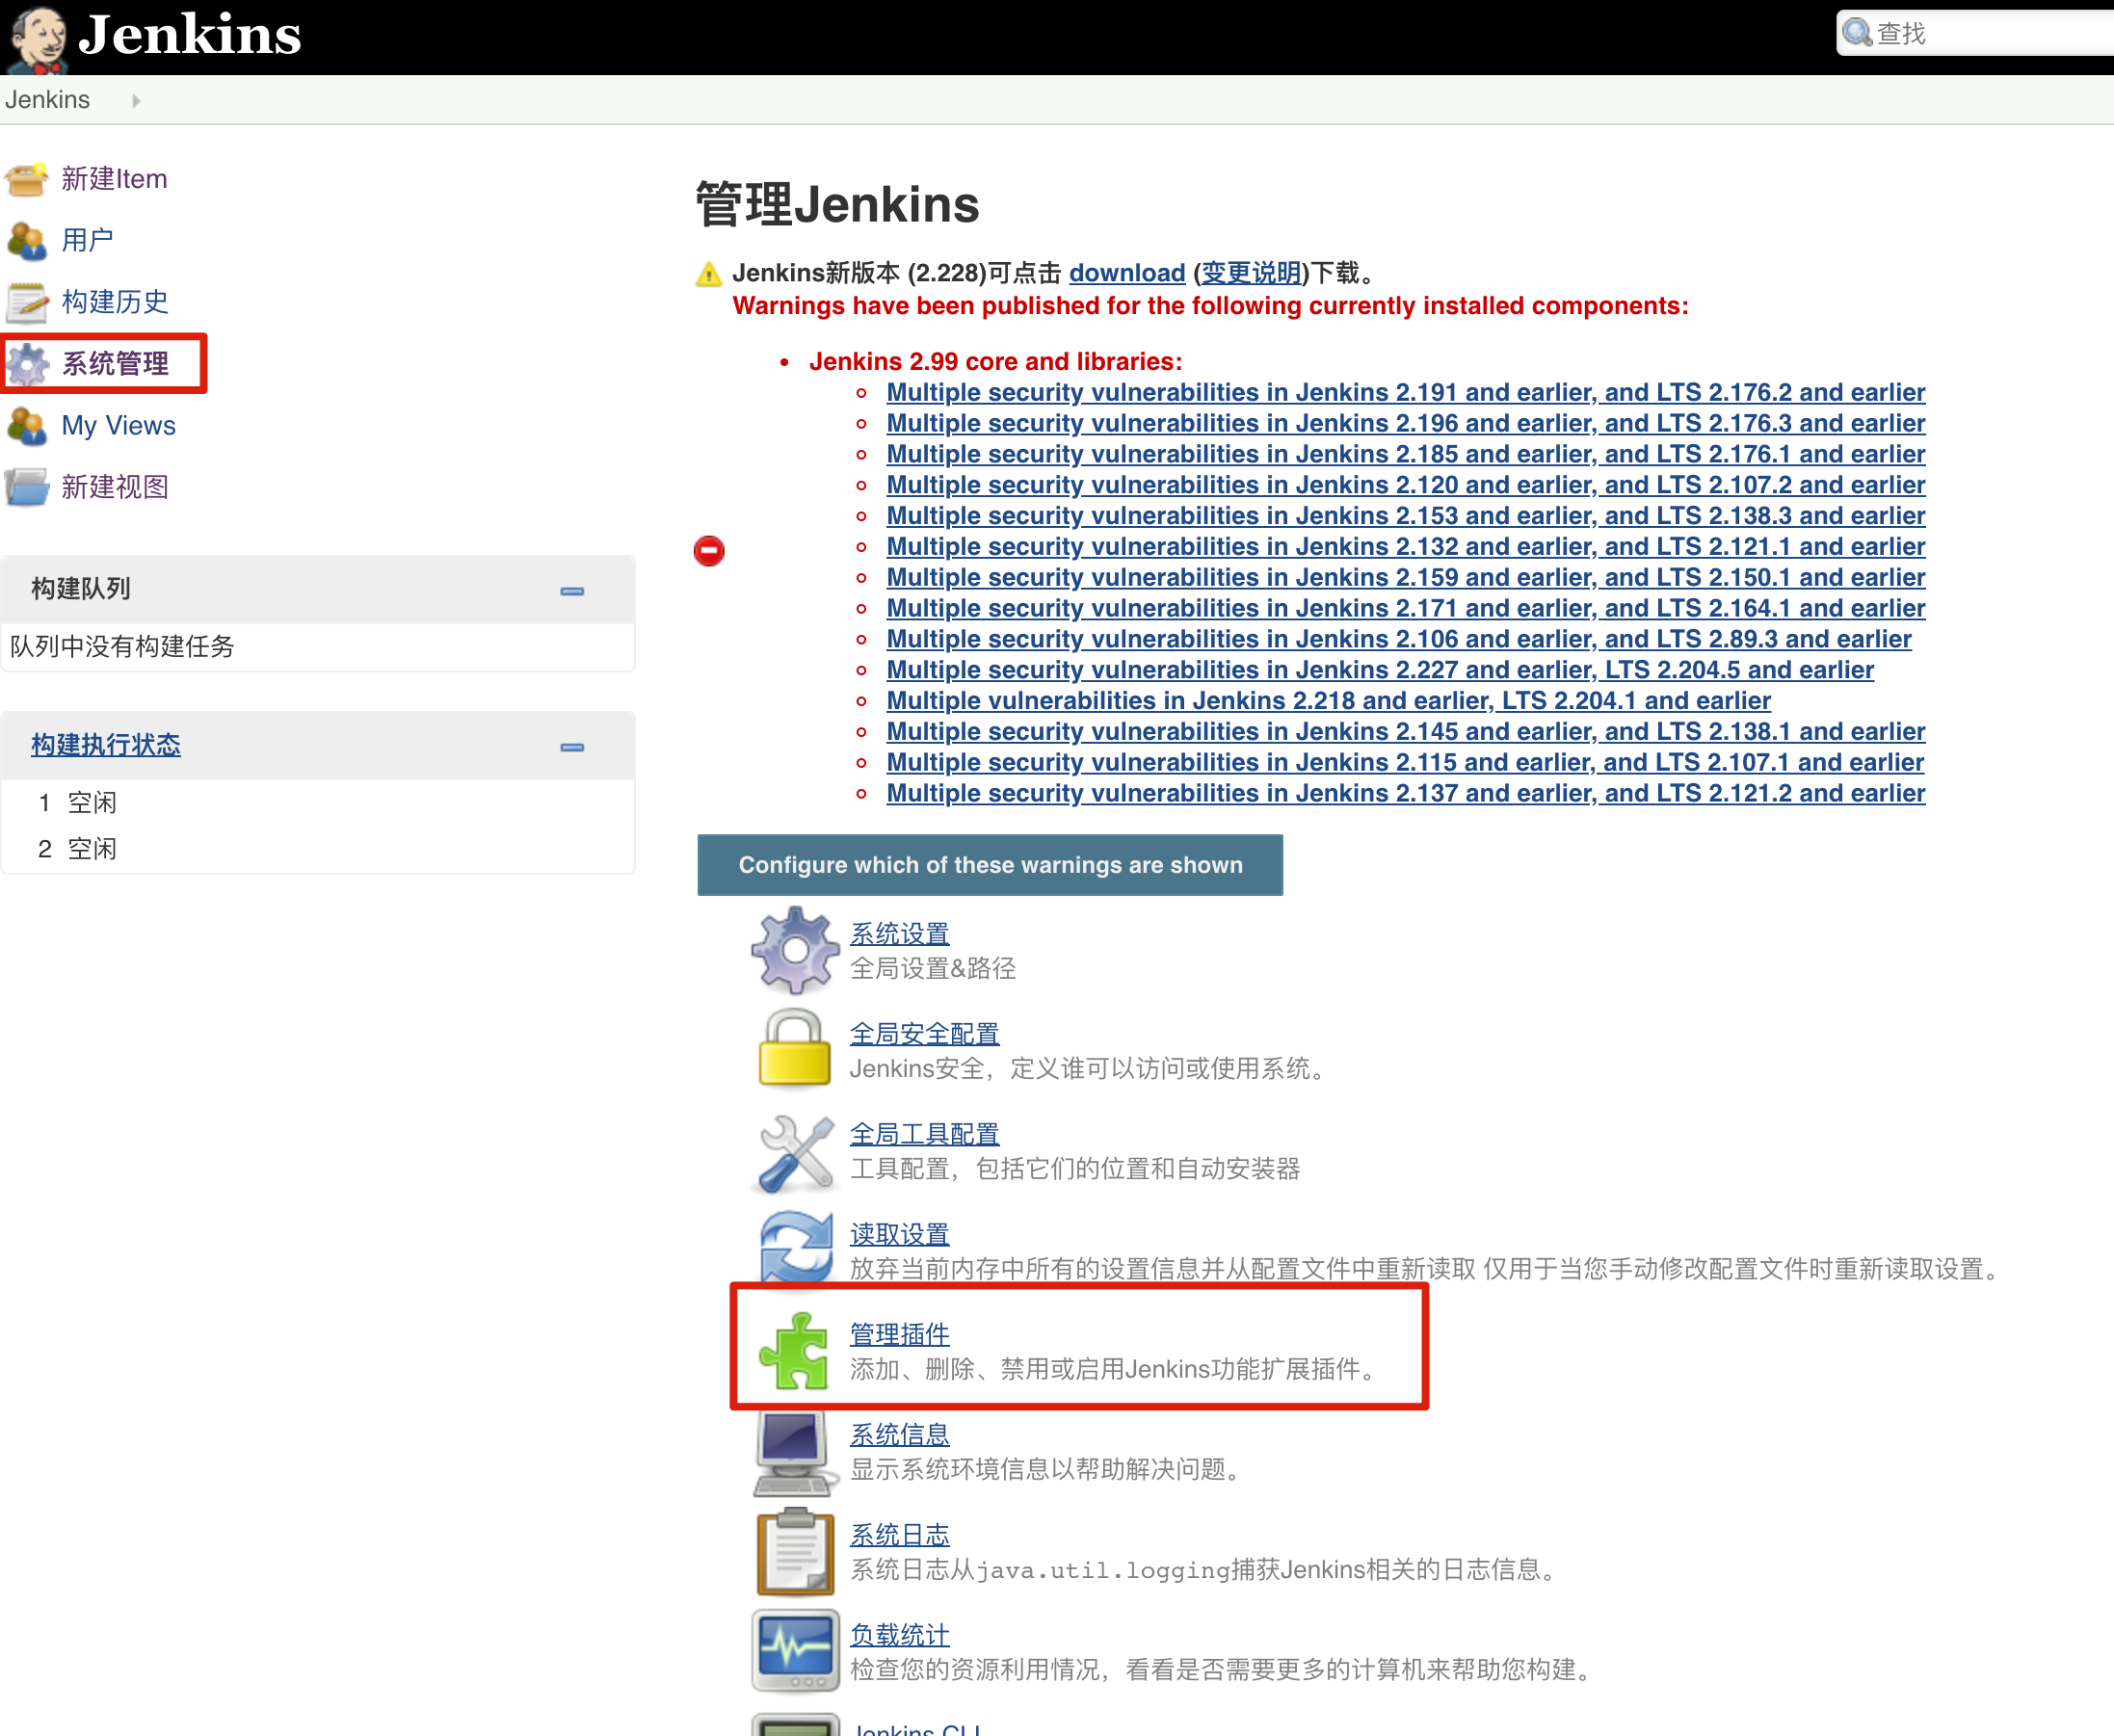 Jenkins
查找
Jenkins
新建Item
用户
构建历史
系统管理
My Views
新建视图
构建队列
队列中没有构建任务
构建执行状态
1 空闲
2 空闲
管理Jenkins
Jenkins新版本 (2.228)可点击 download (变更说明)下载。
Warnings have been published for the following currently installed components:
Jenkins 2.99 core and libraries:
Multiple security vulnerabilities in Jenkins 2.191 and earlier, and LTS 2.176.2 and earlier
Multiple security vulnerabilities in Jenkins 2.196 and earlier, and LTS 2.176.3 and earlier
Multiple security vulnerabilities in Jenkins 2.185 and earlier, and LTS 2.176.1 and earlier
Multiple security vulnerabilities in Jenkins 2.120 and earlier, and LTS 2.107.2 and earlier
Multiple security vulnerabilities in Jenkins 2.153 and earlier, and LTS 2.138.3 and earlier
Multiple security vulnerabilities in Jenkins 2.132 and earlier, and LTS 2.121.1 and earlier
Multiple security vulnerabilities in Jenkins 2.159 and earlier, and LTS 2.150.1 and earlier
Multiple security vulnerabilities in Jenkins 2.171 and earlier, and LTS 2.164.1 and earlier
Multiple security vulnerabilities in Jenkins 2.106 and earlier, and LTS 2.89.3 and earlier
Multiple security vulnerabilities in Jenkins 2.227 and earlier, LTS 2.204.5 and earlier
Multiple vulnerabilities in Jenkins 2.218 and earlier, LTS 2.204.1 and earlier
Multiple security vulnerabilities in Jenkins 2.145 and earlier, and LTS 2.138.1 and earlier
Multiple security vulnerabilities in Jenkins 2.115 and earlier, and LTS 2.107.1 and earlier
Multiple security vulnerabilities in Jenkins 2.137 and earlier, and LTS 2.121.2 and earlier
Configure which of these warnings are shown
系统设置
全局设置&路径
全局安全配置
Jenkins安全，定义谁可以访问或使用系统。
全局工具配置
工具配置，包括它们的位置和自动安装器
读取设置
放弃当前内存中所有的设置信息并从配置文件中重新读取 仅用于当您手动修改配置文件时重新读取设置。
管理插件
添加、删除、禁用或启用Jenkins功能扩展插件。
系统信息
显示系统环境信息以帮助解决问题。
系统日志
系统日志从java.util.logging捕获Jenkins相关的日志信息。
负载统计
检查您的资源利用情况，看看是否需要更多的计算机来帮助您构建。
Jenkins CLI